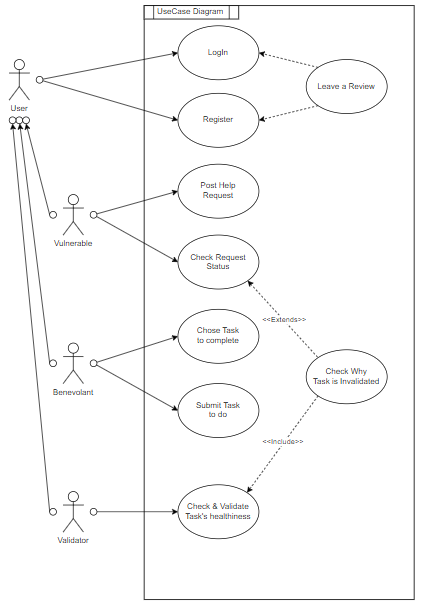 UseCase Diagram
LogIn
Leave a Review
User
Register
Post Help
Request
Vulnerable
Check Request
Status
<<Extends>>
Chose Task
to complete
Check Why
Task is Invalidated
Benevolant
Submit Task
to do
<<Include>>
Check & Validate
Task's healthiness
Validator